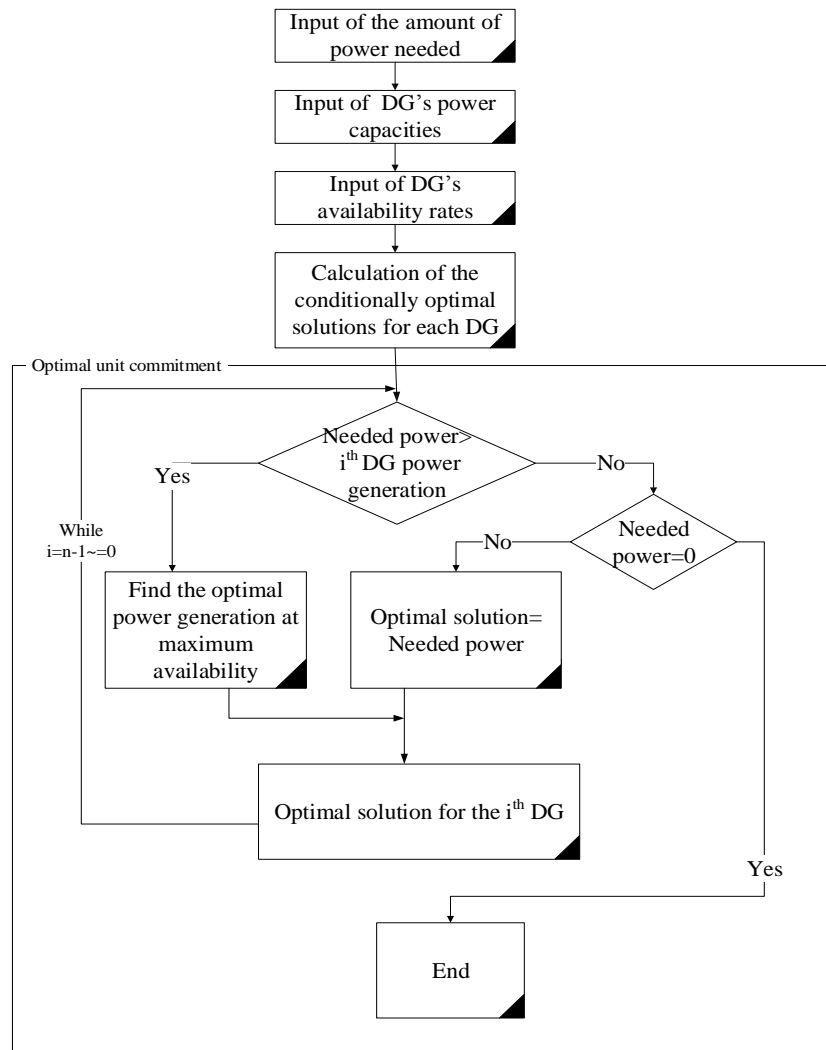 Input of the amount of
power needed
Input of DG's power
capacities
Input of DG's
availability rates
Calculation of the
conditionally optimal
solutions for each DG
Optimal unit commitment
Needed power>
i^th DG power
generation
Yes
No
While
i=n-1~=0
Needed
power=0
No
Find the optimal
power generation at
maximum
availability
Optimal solution=
Needed power
Optimal solution for the i^th DG
Yes
End